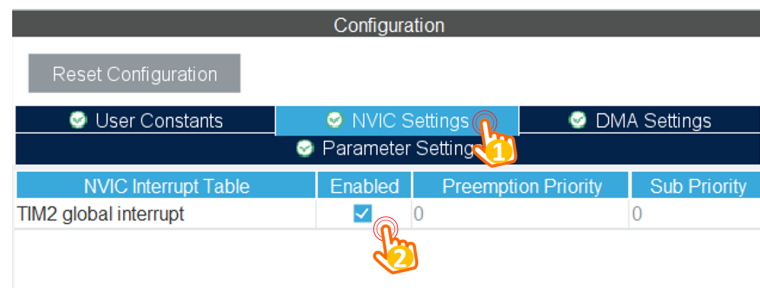 Configuration
Reset Configuration
User Constants NVIC Settings DMA Settings
Parameter Setting
1
NVIC Interrupt Table Enabled Preemption Priority Sub Priority
TIM2 global interrupt 0 0
2